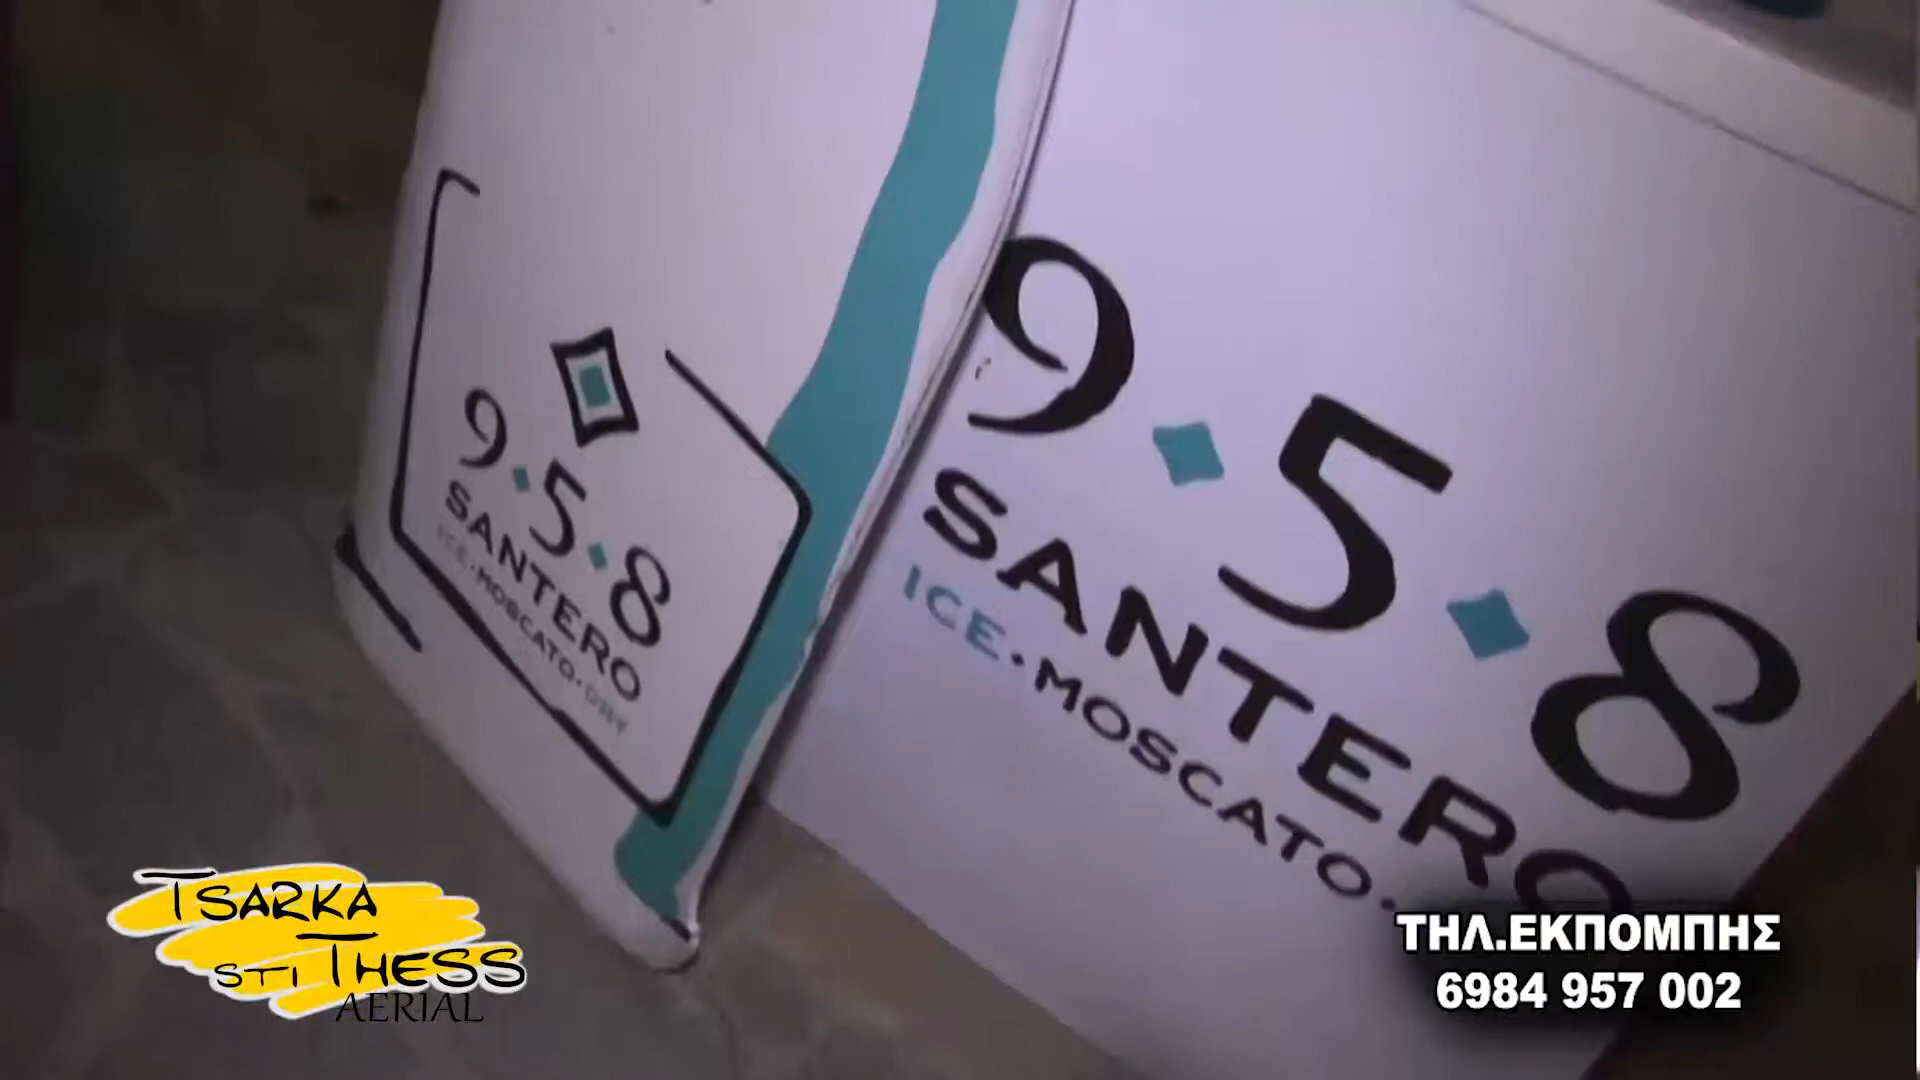 9·5·8
SANTERO
ICE·MOSCATO·DRY
9·5·8
SANTERO
ICE·MOSCATO·
TSARKA
STI THESS
AERIAL
ΤΗΛ.ΕΚΠΟΜΠΗΣ
6984 957 002